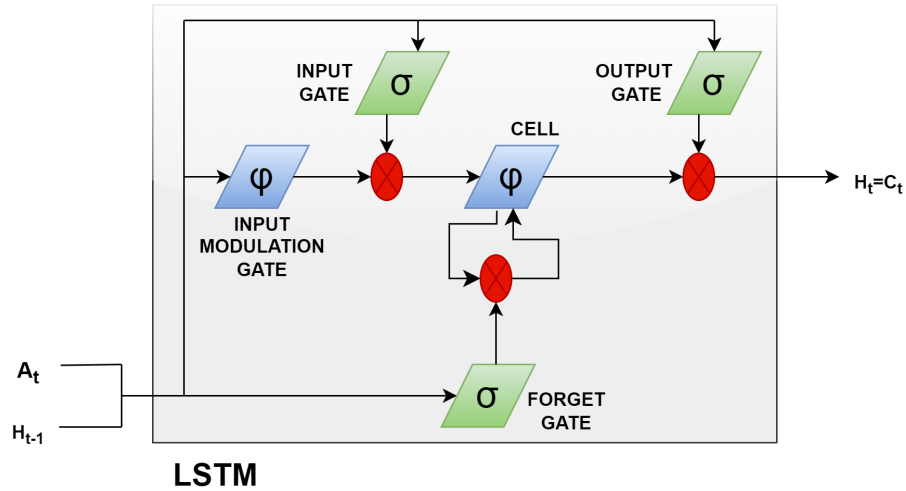 INPUT
GATE
σ
OUTPUT
GATE
σ
CELL
φ
φ
H_t=C_t
INPUT
MODULATION
GATE
A_t
H_t-1
σ
FORGET
GATE
LSTM